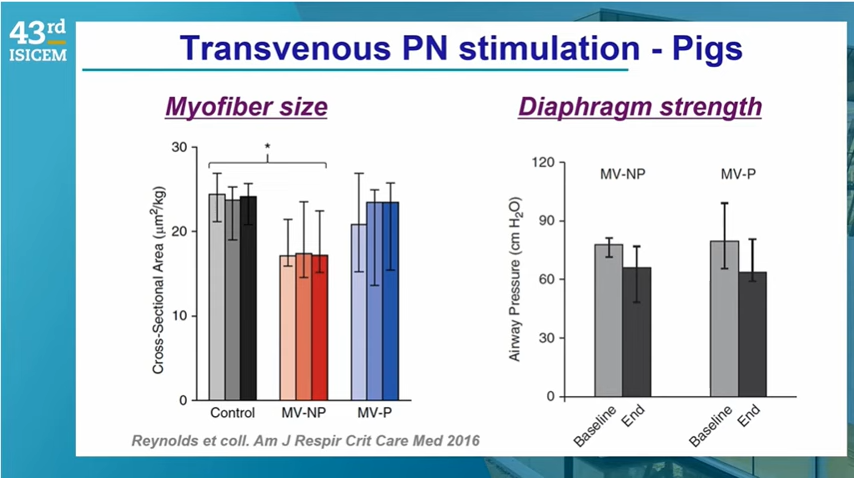 43rd
ISICEM
Transvenous PN stimulation - Pigs
Myofiber size
Diaphragm strength
*
30
20
10
0
Cross-Sectional Area (µm²/kg)
Control
MV-NP
MV-P
120
90
60
30
0
Airway Pressure (cm H₂O)
MV-NP
MV-P
Baseline
End
Baseline
End
Reynolds et coll. Am J Respir Crit Care Med 2016